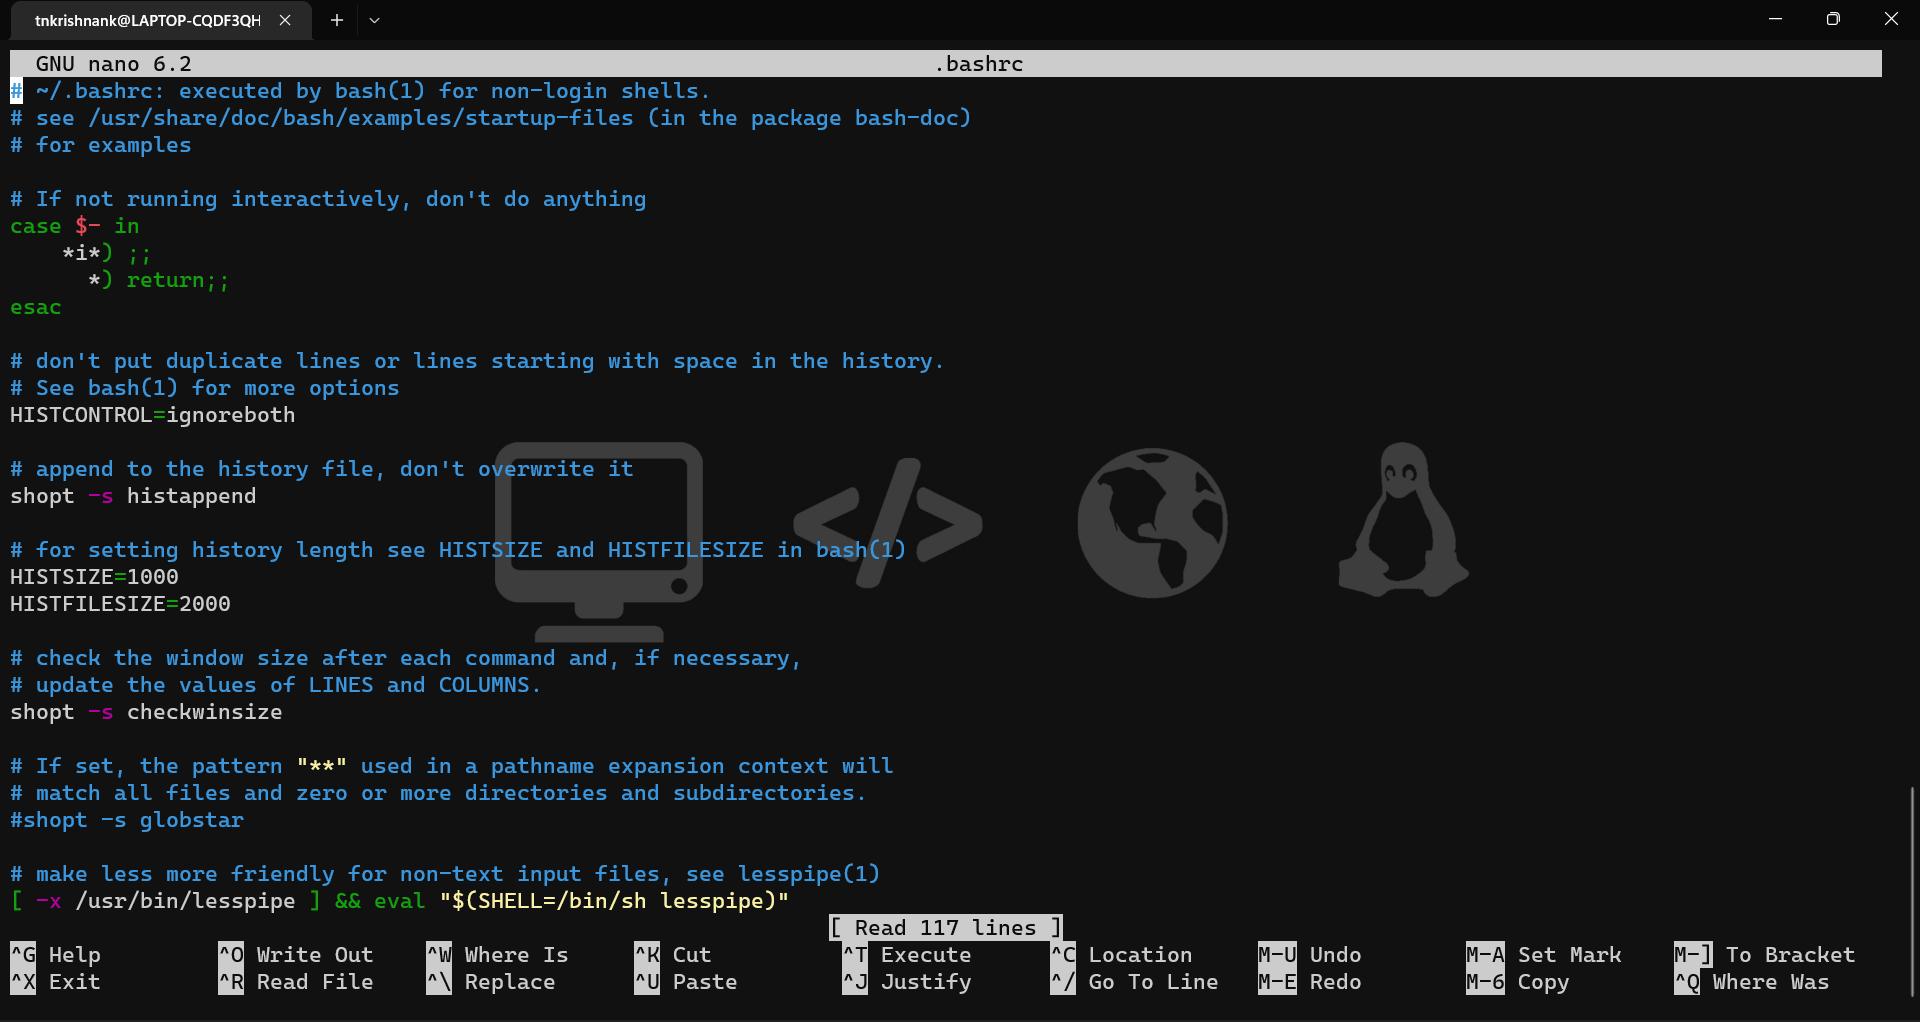 tnkrishnank@LAPTOP-CQDF3QH
GNU nano 6.2 .bashrc
# ~/.bashrc: executed by bash(1) for non-login shells.
# see /usr/share/doc/bash/examples/startup-files (in the package bash-doc)
# for examples

# If not running interactively, don't do anything
case $- in
    *i*) ;;
      *) return;;
esac

# don't put duplicate lines or lines starting with space in the history.
# See bash(1) for more options
HISTCONTROL=ignoreboth

# append to the history file, don't overwrite it
shopt -s histappend

# for setting history length see HISTSIZE and HISTFILESIZE in bash(1)
HISTSIZE=1000
HISTFILESIZE=2000

# check the window size after each command and, if necessary,
# update the values of LINES and COLUMNS.
shopt -s checkwinsize

# If set, the pattern "**" used in a pathname expansion context will
# match all files and zero or more directories and subdirectories.
#shopt -s globstar

# make less more friendly for non-text input files, see lesspipe(1)
[ -x /usr/bin/lesspipe ] && eval "$(SHELL=/bin/sh lesspipe)"
[ Read 117 lines ]
^G Help ^O Write Out ^W Where Is ^K Cut ^T Execute ^C Location M-U Undo M-A Set Mark M-] To Bracket
^X Exit ^R Read File ^\ Replace ^U Paste ^J Justify ^/ Go To Line M-E Redo M-6 Copy ^Q Where Was